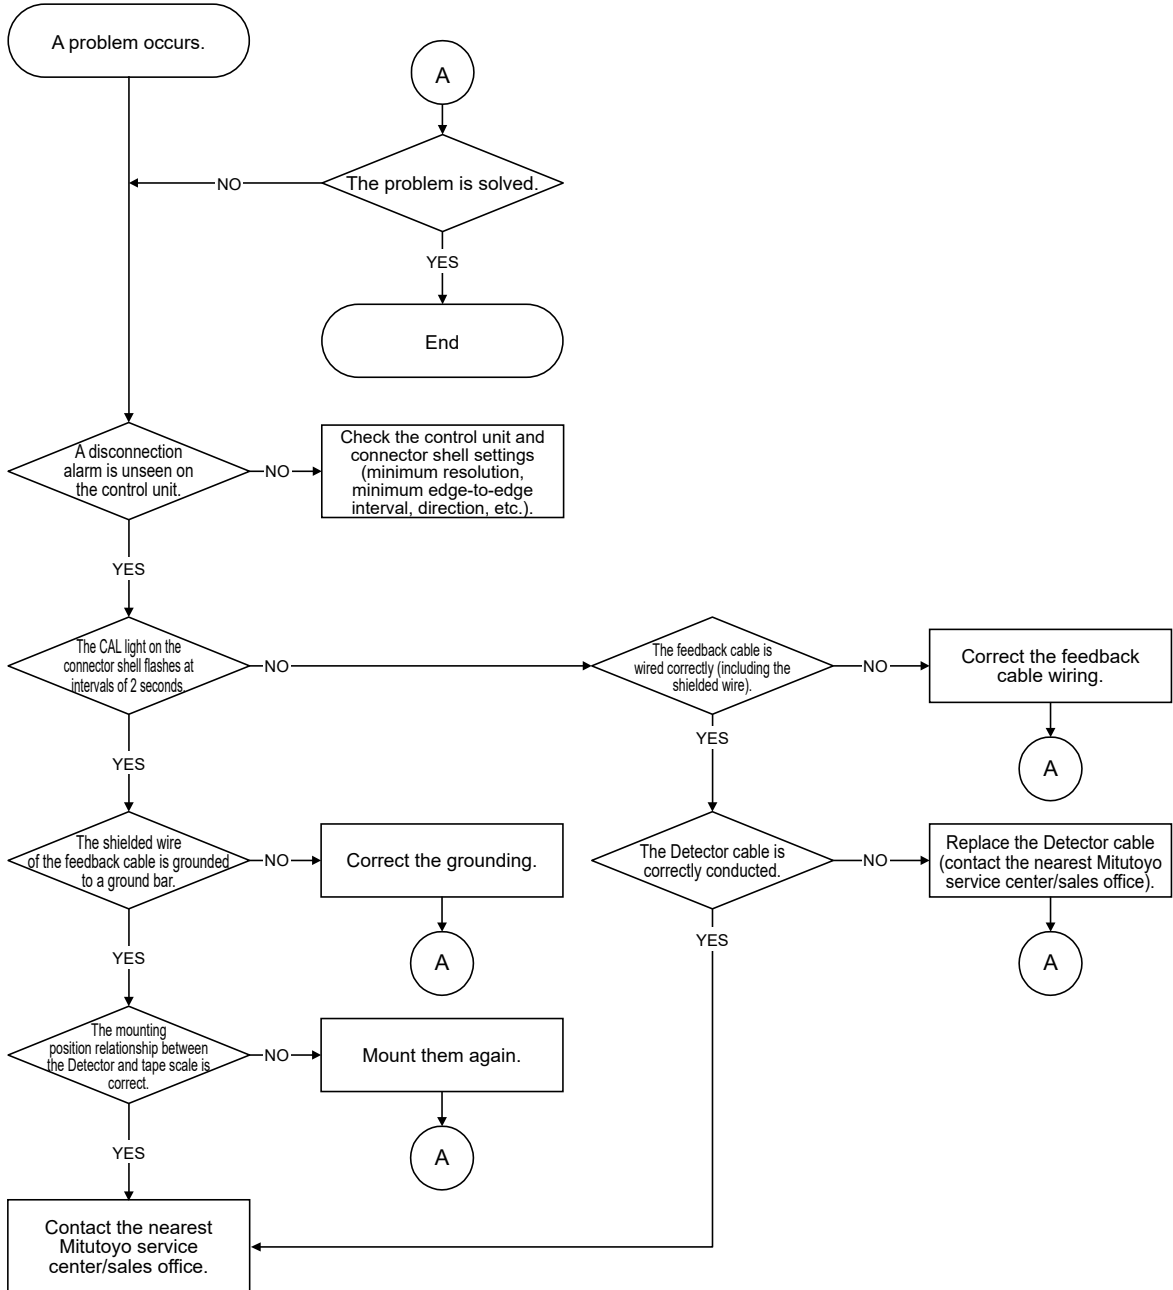 A problem occurs.
A
The problem is solved.
NO
YES
End
A disconnection
alarm is unseen on
the control unit.
NO
Check the control unit and
connector shell settings
(minimum resolution,
minimum edge-to-edge
interval, direction, etc.).
YES
The CAL light on the
connector shell flashes at
intervals of 2 seconds.
NO
The feedback cable is
wired correctly (including the
shielded wire).
NO
Correct the feedback
cable wiring.
YES
YES
A
The shielded wire
of the feedback cable is grounded
to a ground bar.
NO
Correct the grounding.
The Detector cable is
correctly conducted.
NO
Replace the Detector cable
(contact the nearest Mitutoyo
service center/sales office).
YES
A
YES
A
The mounting
position relationship between
the Detector and tape scale is
correct.
NO
Mount them again.
YES
A
Contact the nearest
Mitutoyo service
center/sales office.